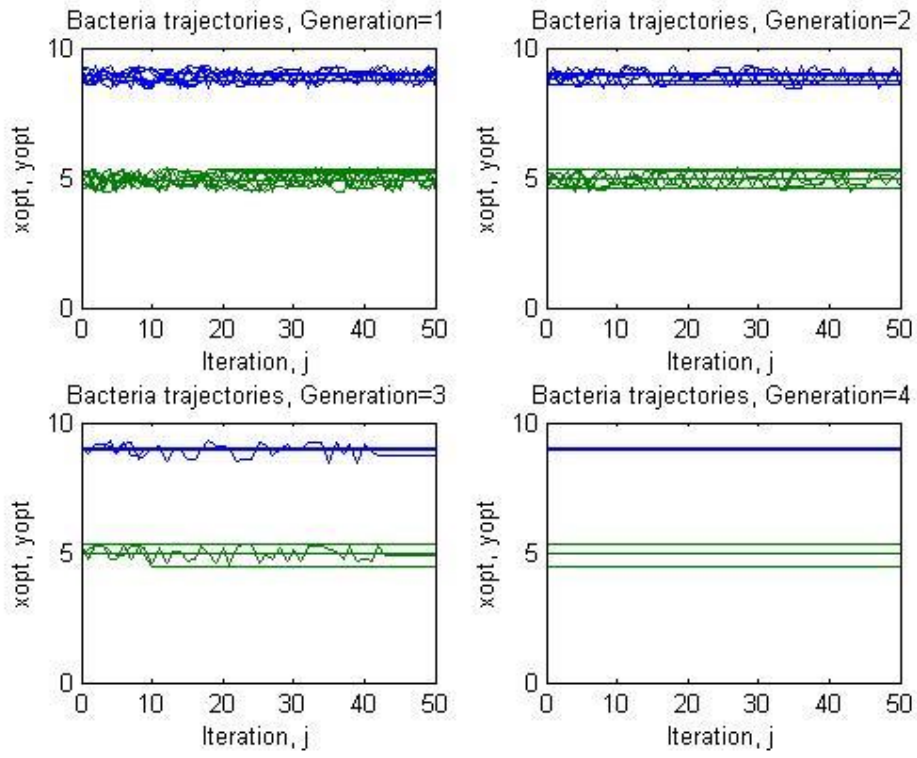 Bacteria trajectories, Generation=1
10
5
0
xopt, yopt
0 10 20 30 40 50
Iteration, j
Bacteria trajectories, Generation=2
10
5
0
xopt, yopt
0 10 20 30 40 50
Iteration, j
Bacteria trajectories, Generation=3
10
5
0
xopt, yopt
0 10 20 30 40 50
Iteration, j
Bacteria trajectories, Generation=4
10
5
0
xopt, yopt
0 10 20 30 40 50
Iteration, j